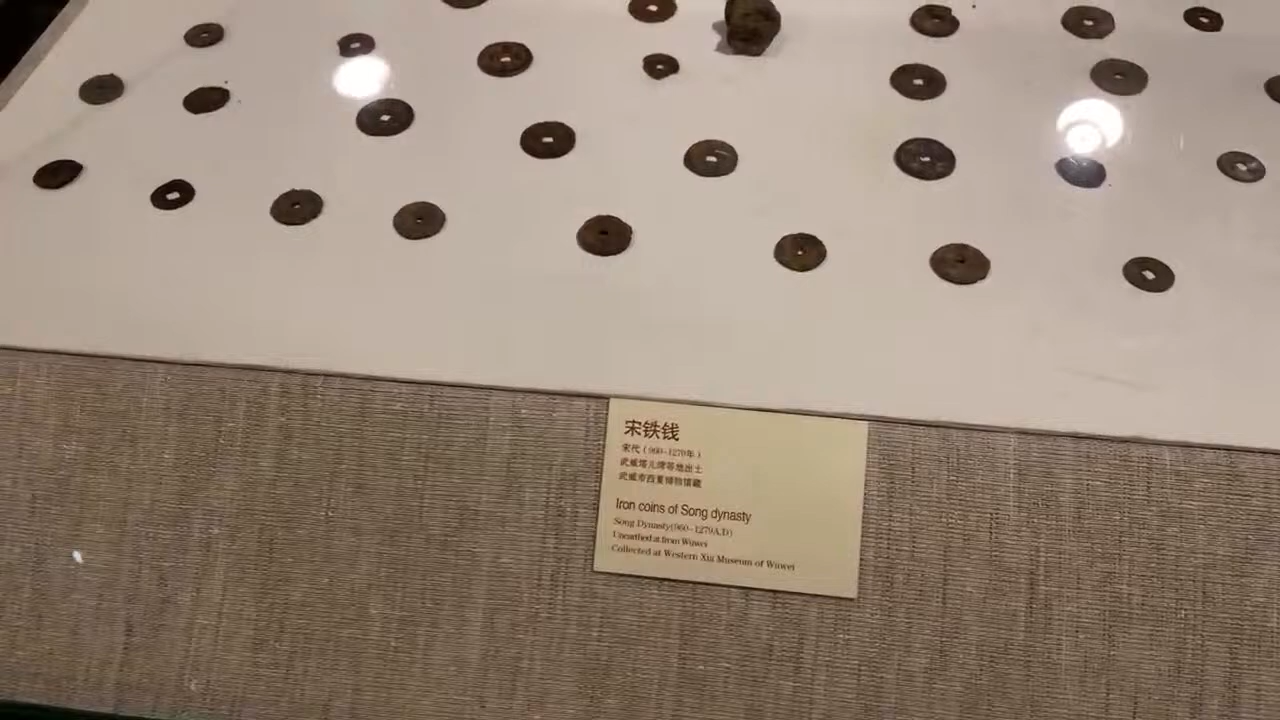 宋铁钱
宋代（960-1279年）
武威塔儿湾等地出土
武威市西夏博物馆藏
Iron coins of Song dynasty
Song Dynasty(960-1279A.D)
Unearthed at from Wuwei
Collected at Western Xia Museum of Wuwei